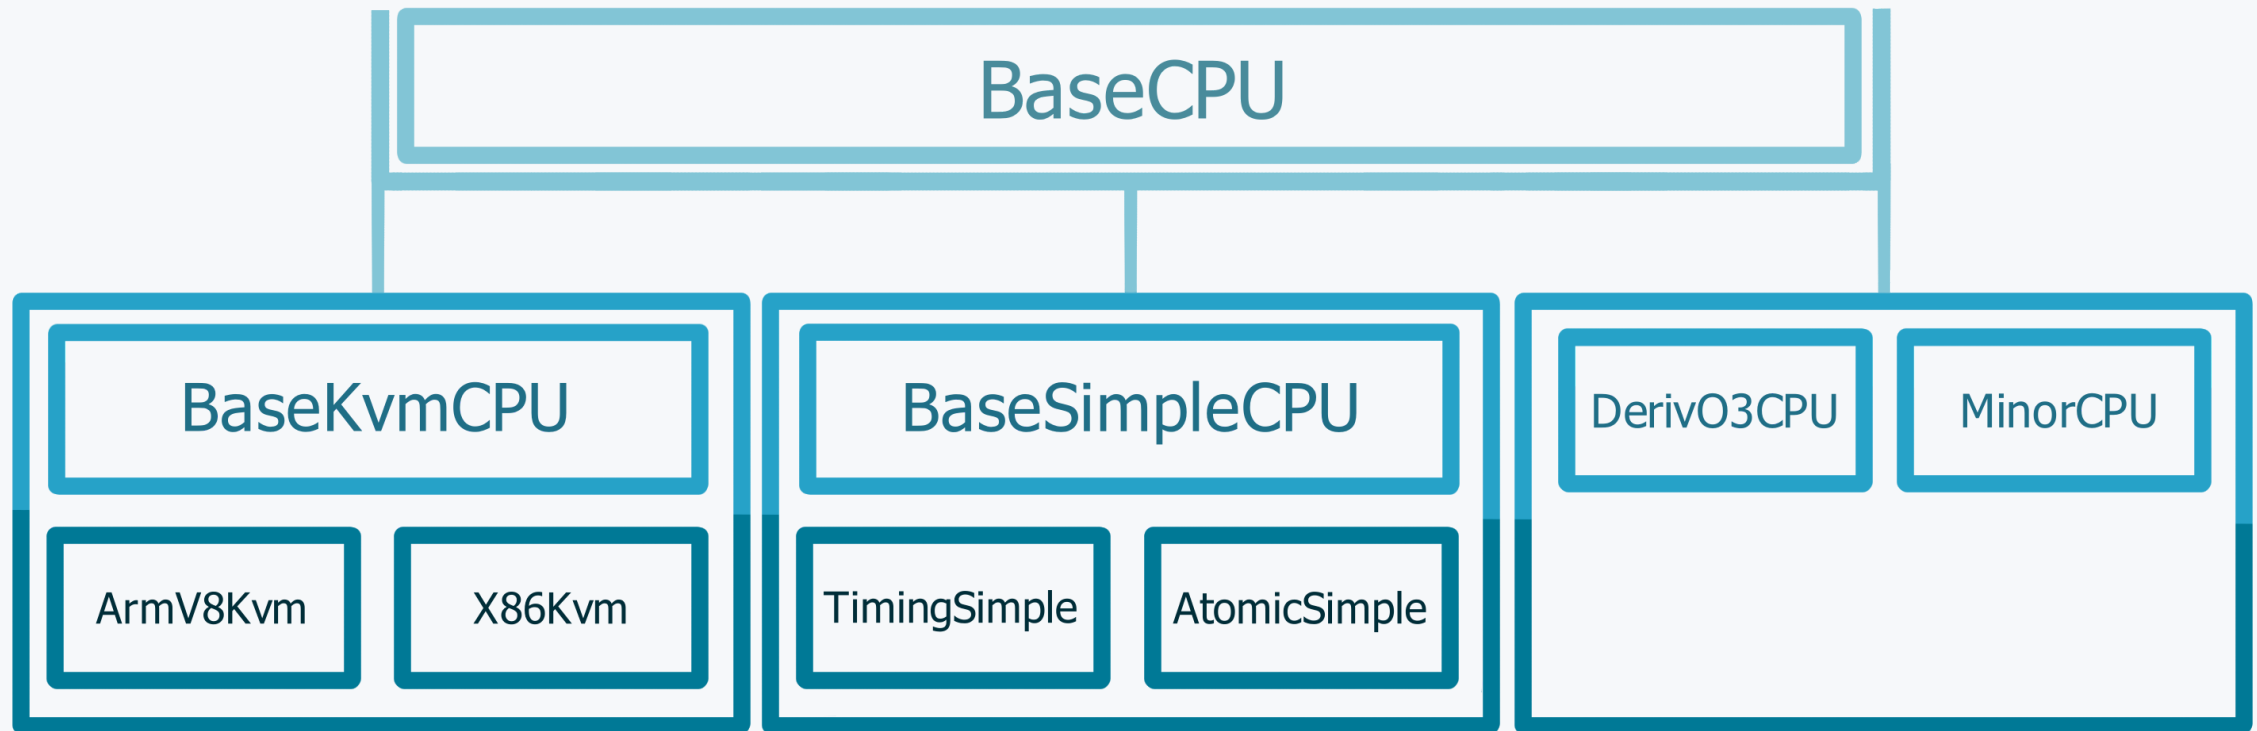 BaseCPU
BaseKvmCPU
BaseSimpleCPU
DerivO3CPU
MinorCPU
ArmV8Kvm
X86Kvm
TimingSimple
AtomicSimple